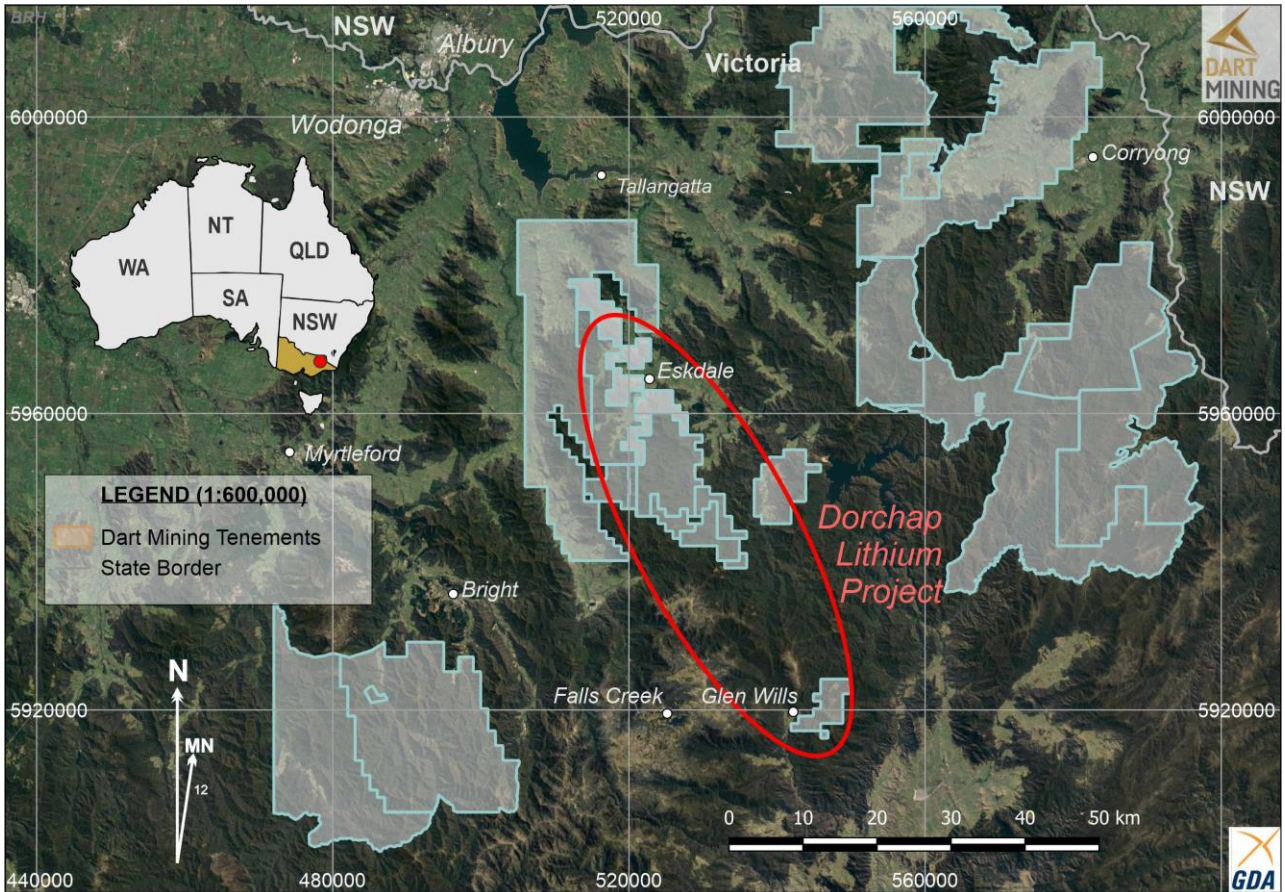 BRH
NSW
Albury
520000
Victoria
560000
DART
MINING
6000000
Wodonga
6000000
Corryong
Tallangatta
NSW
NT
QLD
WA
SA
NSW
Eskdale
5960000
5960000
Myrtleford
LEGEND (1:600,000)
Dart Mining Tenements
State Border
Dorchap
Lithium
Project
Bright
N
Falls Creek
Glen Wills
5920000
5920000
MN
12
0 10 20 30 40 50 km
440000
480000
520000
560000
GDA